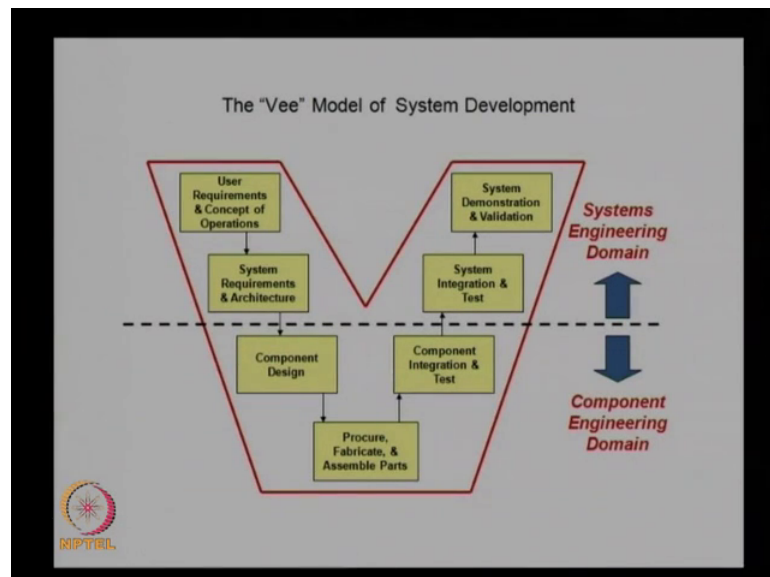 The "Vee" Model of System Development
User
Requirements
& Concept of
Operations
System
Requirements
& Architecture
Component
Design
Procure,
Fabricate, &
Assemble Parts
Component
Integration &
Test
System
Integration &
Test
System
Demonstration
& Validation
Systems
Engineering
Domain
Component
Engineering
Domain
NPTEL